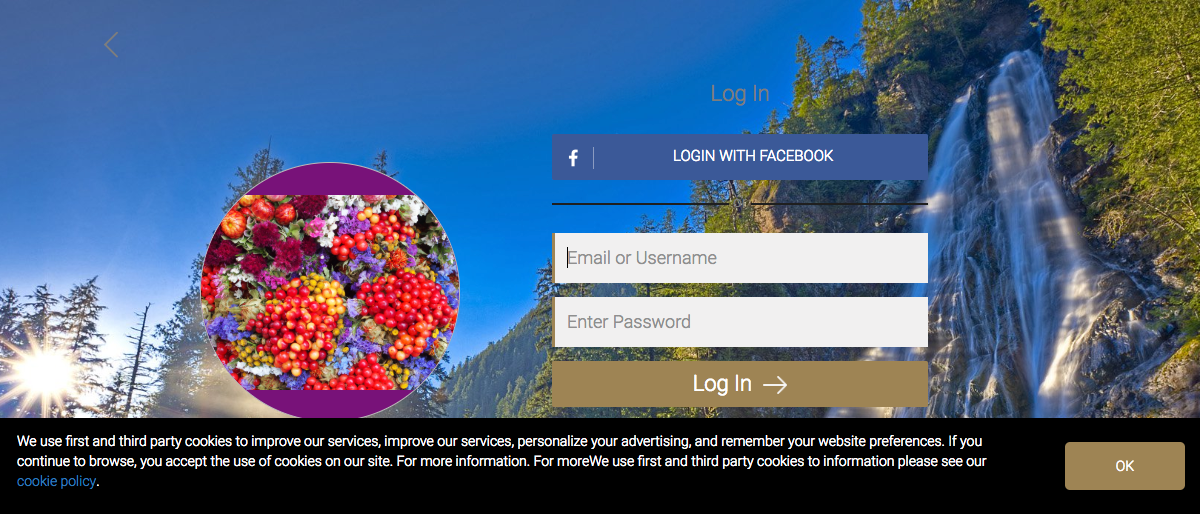 Log In
LOGIN WITH FACEBOOK
Email or Username
Enter Password
Log In
We use first and third party cookies to improve our services, improve our services, personalize your advertising, and remember your website preferences. If you
continue to browse, you accept the use of cookies on our site. For more information. For moreWe use first and third party cookies to information please see our
cookie policy.
OK